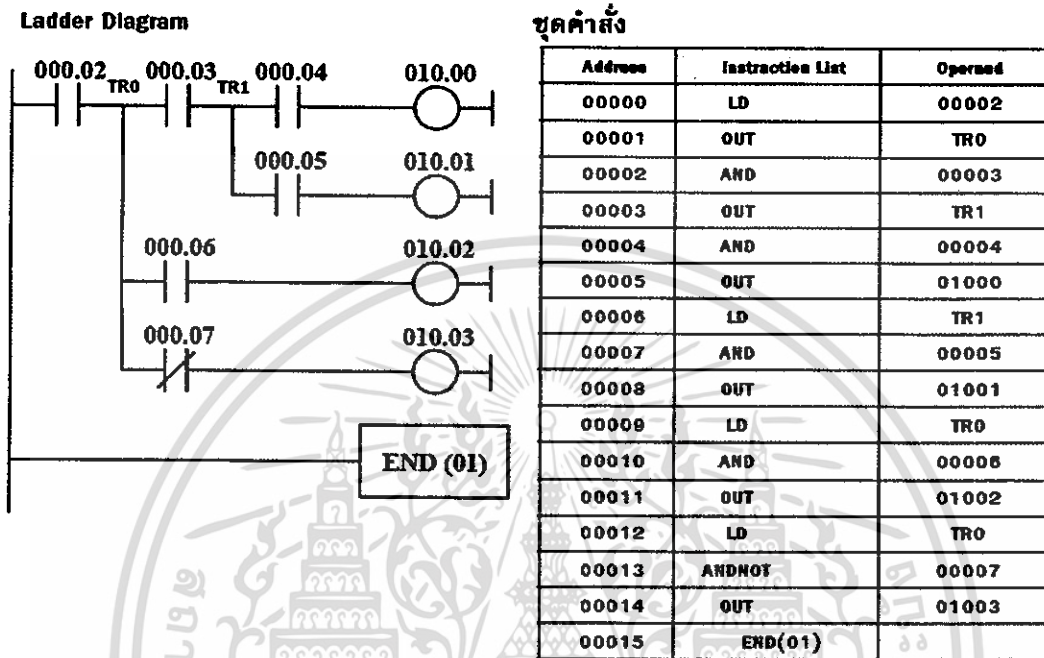 Ladder Diagram
000.02 TR0 000.03 TR1 000.04 010.00
000.05 010.01
000.06 010.02
000.07 010.03
END (01)
ชุดคำสั่ง
Address Instraction List Operned
00000 LD 00002
00001 OUT TR0
00002 AND 00003
00003 OUT TR1
00004 AND 00004
00005 OUT 01000
00006 LD TR1
00007 AND 00005
00008 OUT 01001
00009 LD TR0
00010 AND 00006
00011 OUT 01002
00012 LD TR0
00013 ANDNOT 00007
00014 OUT 01003
00015 END(01)